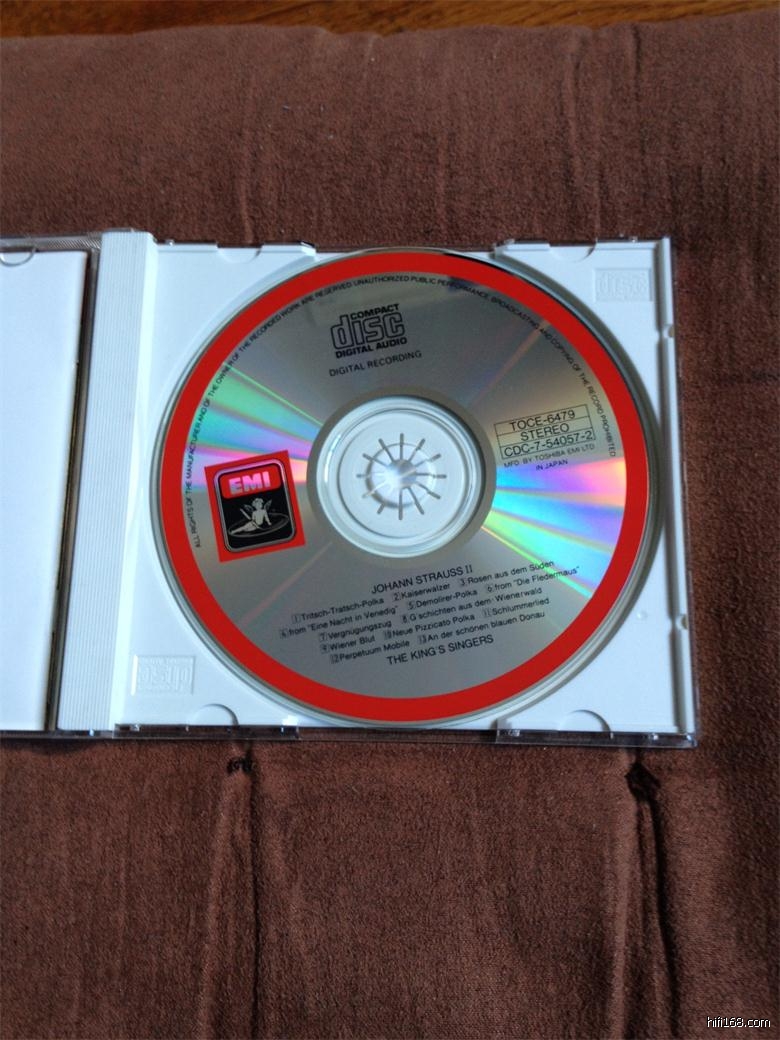 ALL RIGHTS OF THE MANUFACTURER AND OF THE OWNER OF THE RECORDED WORK ARE RESERVED. UNAUTHORIZED PUBLIC PERFORMANCE, BROADCASTING AND COPYING OF THE RECORD PROHIBITED
COMPACT
disc
DIGITAL AUDIO
DIGITAL RECORDING
disc
TOCE-6479
STEREO
CDC-7-54057-2
MFD. BY TOSHIBA EMI LTD
IN JAPAN
EMI
JOHANN STRAUSS II
1 Tritsch-Tratsch-Polka 2 Kaiserwalzer 3 Rosen aus dem Süden
4 from "Eine Nacht in Venedig" 5 Demolirer-Polka 6 from "Die Fledermaus"
7 Vergnügungszug 8 G'schichten aus dem Wienerwald
9 Wiener Blut 10 Neue Pizzicato Polka 11 Schlummerlied
12 Perpetuum Mobile 13 An der schönen blauen Donau
THE KING'S SINGERS
disc
hifi168.com